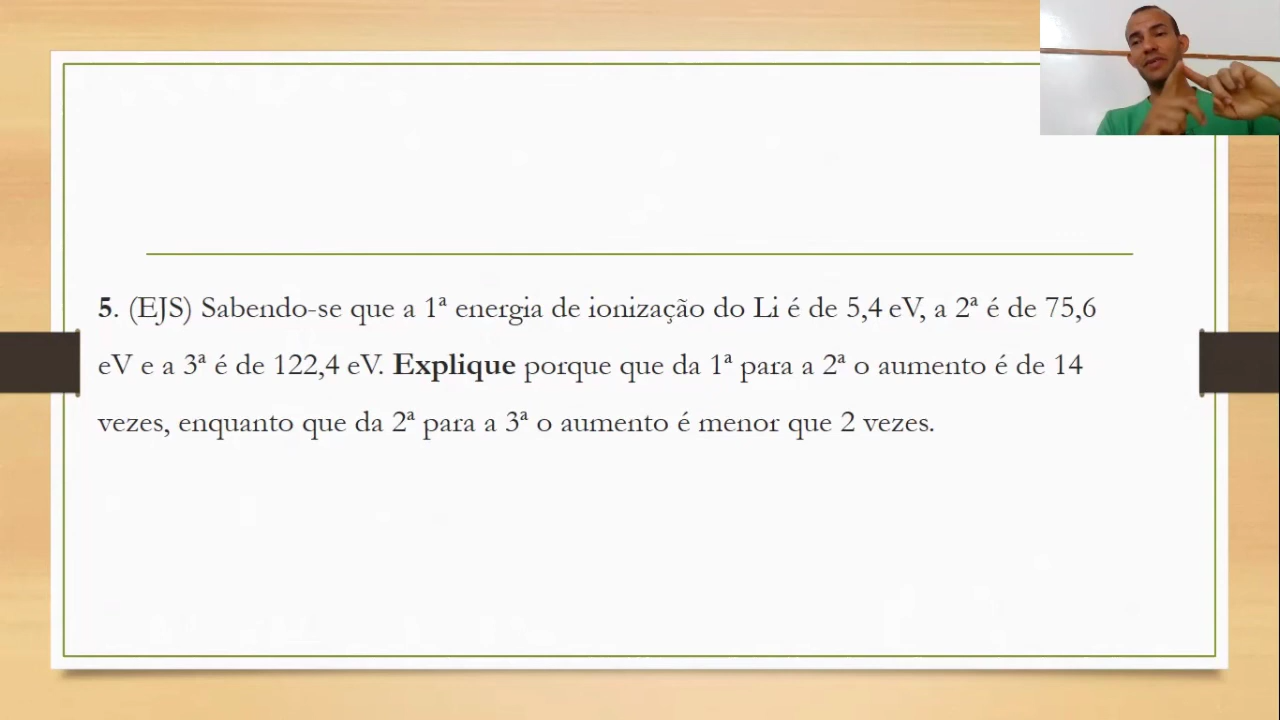 5. (EJS) Sabendo-se que a 1ª energia de ionização do Li é de 5,4 eV, a 2ª é de 75,6
eV e a 3ª é de 122,4 eV. Explique porque que da 1ª para a 2ª o aumento é de 14
vezes, enquanto que da 2ª para a 3ª o aumento é menor que 2 vezes.